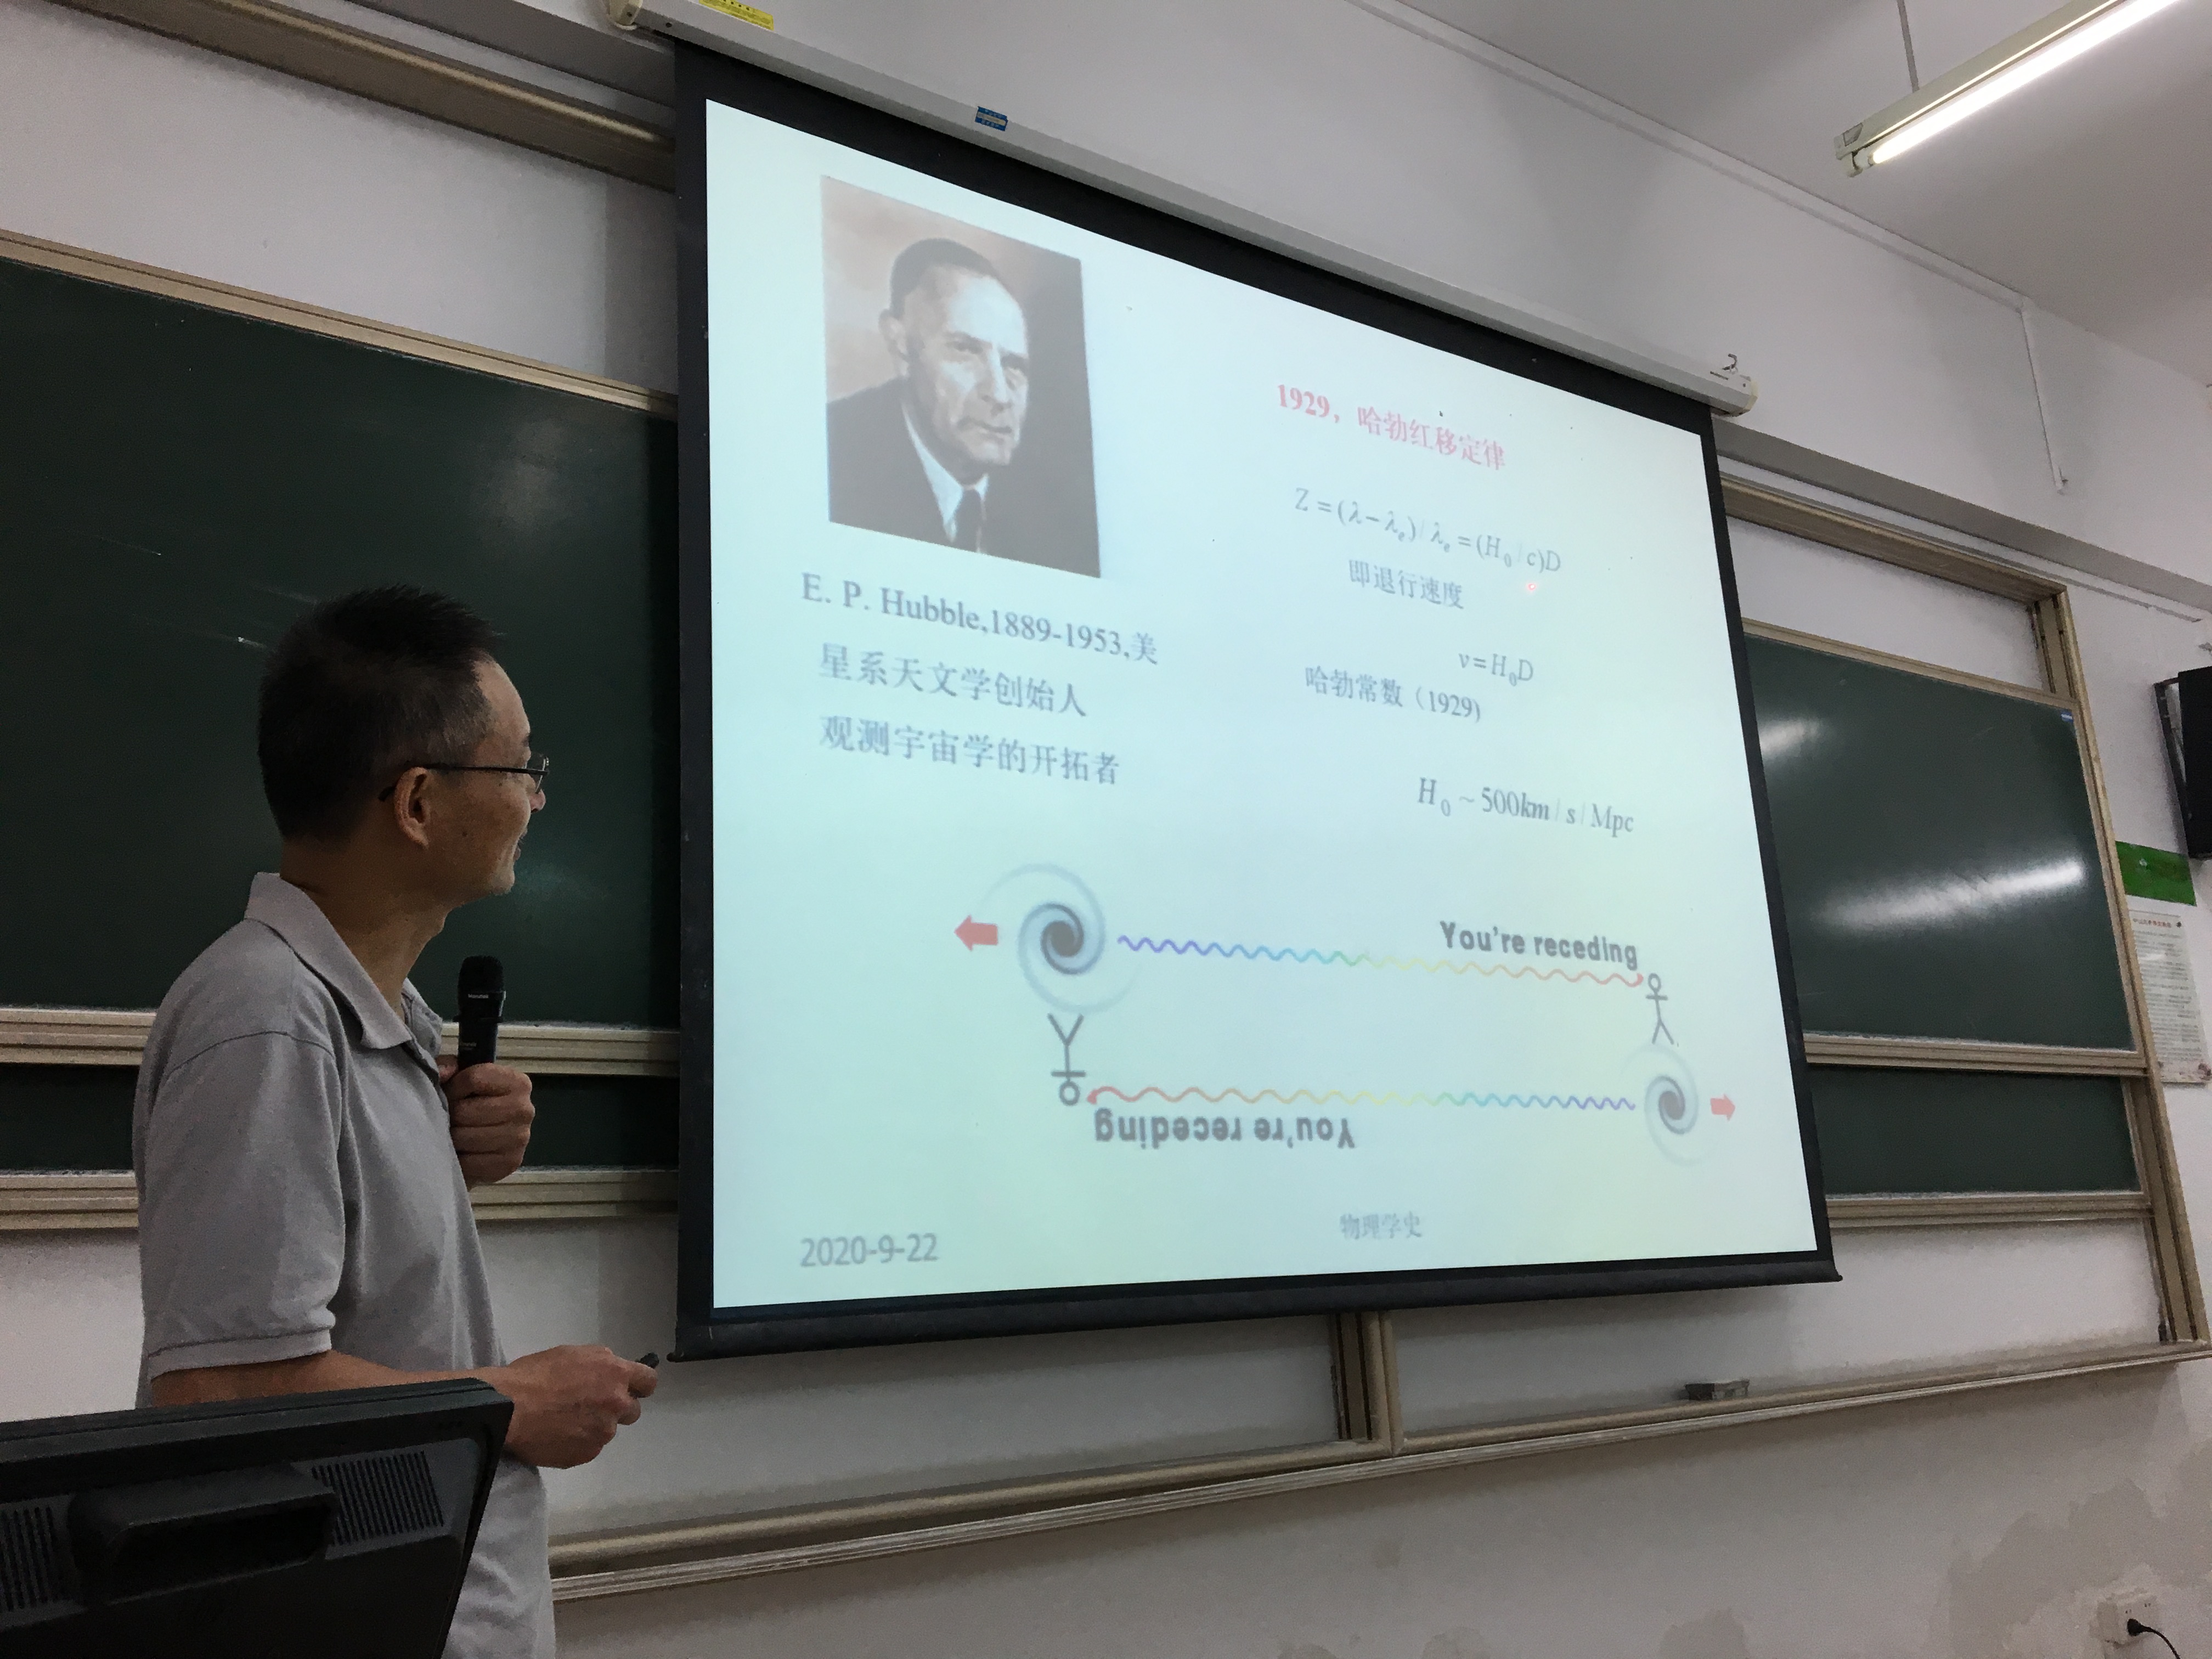 1929，哈勃红移定律
Z = (λ − λₑ) / λₑ = (H₀ / c)D
即退行速度
v = H₀D
哈勃常数（1929)
H₀ ~ 500km / s / Mpc
E. P. Hubble,1889-1953,美
星系天文学创始人
观测宇宙学的开拓者
You're receding
You're receding
2020-9-22
物理学史